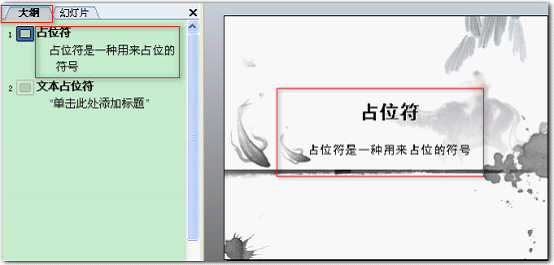 大纲
幻灯片
1
占位符
占位符是一种用来占位的
符号
2
文本占位符
“单击此处添加标题”
占位符
占位符是一种用来占位的符号